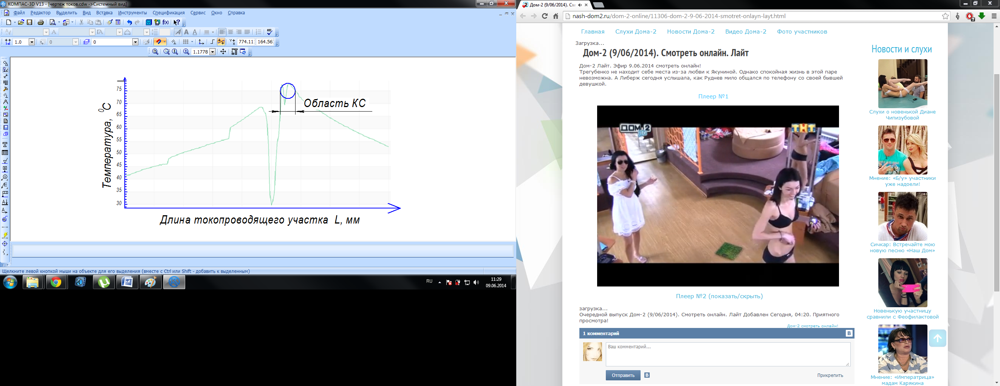 КОМПАС-3D V13 - [чертеж токов.cdw ->Системный вид]
Файл Редактор Выделить Вид Вставка Инструменты Спецификация Сервис Окно Справка
1.0 0 0 774.11 164.56
1.1778
75
70
65
60
55
50
45
40
35
30
Температура, 0С
Область КС
Длина токопроводящего участка L, мм
Щелкните левой кнопкой мыши на объекте для его выделения (вместе с Ctrl или Shift - добавить к выделенным)
RU
11:29
09.06.2014
Дом-2 (9/06/2014). См
nash-dom2.ru/dom-2-online/11306-dom-2-9-06-2014-smotret-onlayn-layt.html
7
Главная Слухи Дома-2 Новости Дома-2 Видео Дома-2 Фото участников
Загрузка...
Дом-2 (9/06/2014). Смотреть онлайн. Лайт
Дом-2 Лайт. Эфир 9.06.2014 смотреть онлайн!
Трегубенко не находит себе места из-за любви к Якуниной. Однако спокойная жизнь в этой паре
невозможна. А Либерж сегодня услышала, как Руднев мило общался по телефону со своей бывшей
девушкой.
Плеер №1
ДОМ 2
lite
ТНТ
Плеер №2 (показать/скрыть)
загрузка...
Очередной выпуск Дом-2 (9/06/2014). Смотреть онлайн. Лайт Добавлен Сегодня, 04:20. Приятного
просмотра!
Дом-2 смотреть онлайн!
1 комментарий
В
Ваш комментарий...
Отправить
В
Прикрепить
Новости и слухи
Слухи о новенькой Диане
Чипизубовой
Мнение: «Б/у» участники
уже надоели!
Сичкар: Встречайте мою
новую песню «Наш Дом»
Новенькую участницу
сравнили с Феофилактовой
Мнение: «Императрица»
мадам Карякина